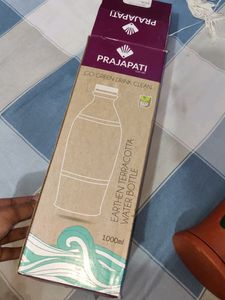 PRAJAPATI
PRAJAPATI
GO GREEN DRINK CLEAN
EARTHEN TERRACOTTA
WATER BOTTLE
1000ml